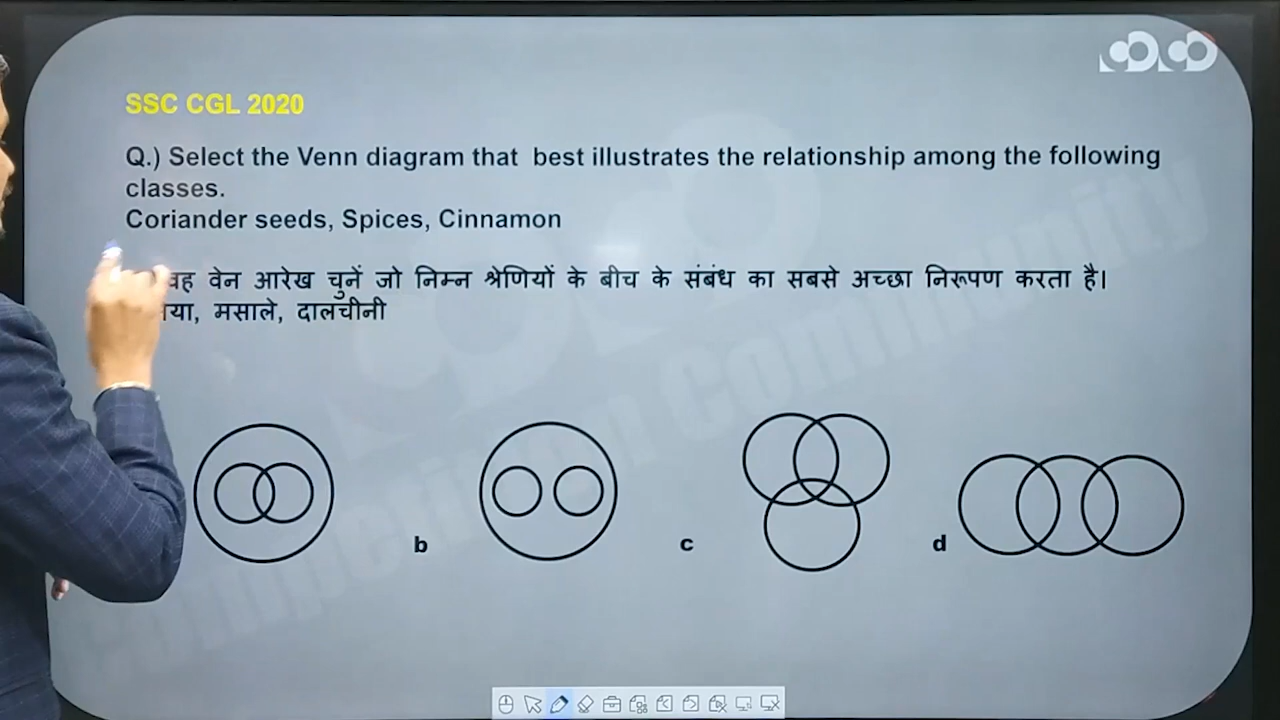 SSC CGL 2020
Q.) Select the Venn diagram that best illustrates the relationship among the following
classes.
Coriander seeds, Spices, Cinnamon
वह वेन आरेख चुनें जो निम्न श्रेणियों के बीच के संबंध का सबसे अच्छा निरूपण करता है।
मसाले, दालचीनी
b
c
d